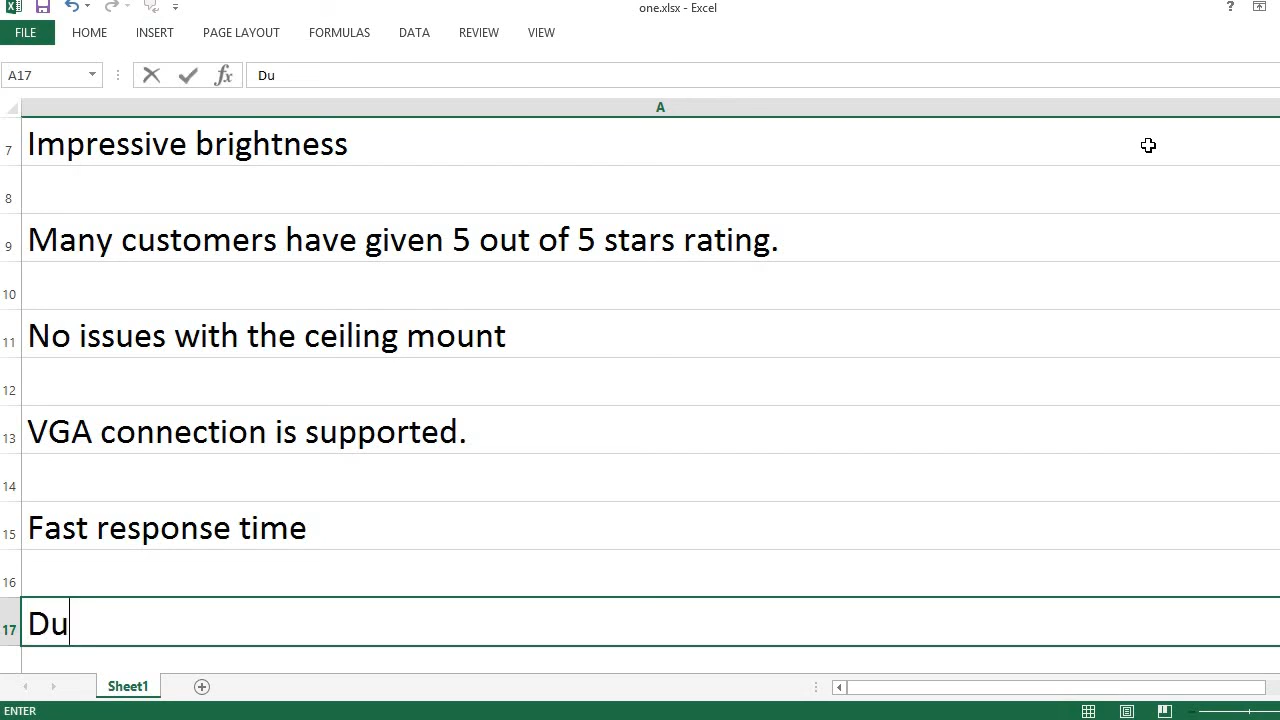 one.xlsx - Excel
?
FILE HOME INSERT PAGE LAYOUT FORMULAS DATA REVIEW VIEW
A17 fx Du
A
7 Impressive brightness
8
9 Many customers have given 5 out of 5 stars rating.
10
11 No issues with the ceiling mount
12
13 VGA connection is supported.
14
15 Fast response time
16
17 Du
Sheet1
ENTER